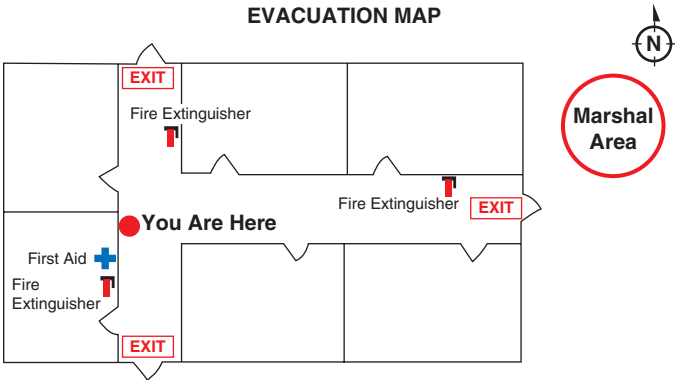 EVACUATION MAP
N
EXIT
Marshal
Area
Fire Extinguisher
Fire Extinguisher
EXIT
You Are Here
First Aid
Fire
Extinguisher
EXIT